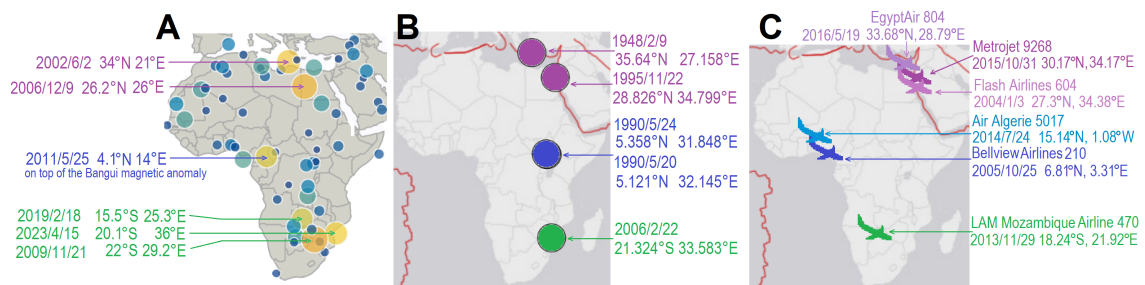 A
2002/6/2 34°N 21°E
2006/12/9 26.2°N 26°E
2011/5/25 4.1°N 14°E
on top of the Bangui magnetic anomaly
2019/2/18 15.5°S 25.3°E
2023/4/15 20.1°S 36°E
2009/11/21 22°S 29.2°E
B
1948/2/9
35.64°N 27.158°E
1995/11/22
28.826°N 34.799°E
1990/5/24
5.358°N 31.848°E
1990/5/20
5.121°N 32.145°E
2006/2/22
21.324°S 33.583°E
C
EgyptAir 804
2016/5/19 33.68°N, 28.79°E
Metrojet 9268
2015/10/31 30.17°N, 34.17°E
Flash Airlines 604
2004/1/3 27.3°N, 34.38°E
Air Algerie 5017
2014/7/24 15.14°N, 1.08°W
Bellview Airlines 210
2005/10/25 6.81°N, 3.31°E
LAM Mozambique Airline 470
2013/11/29 18.24°S, 21.92°E